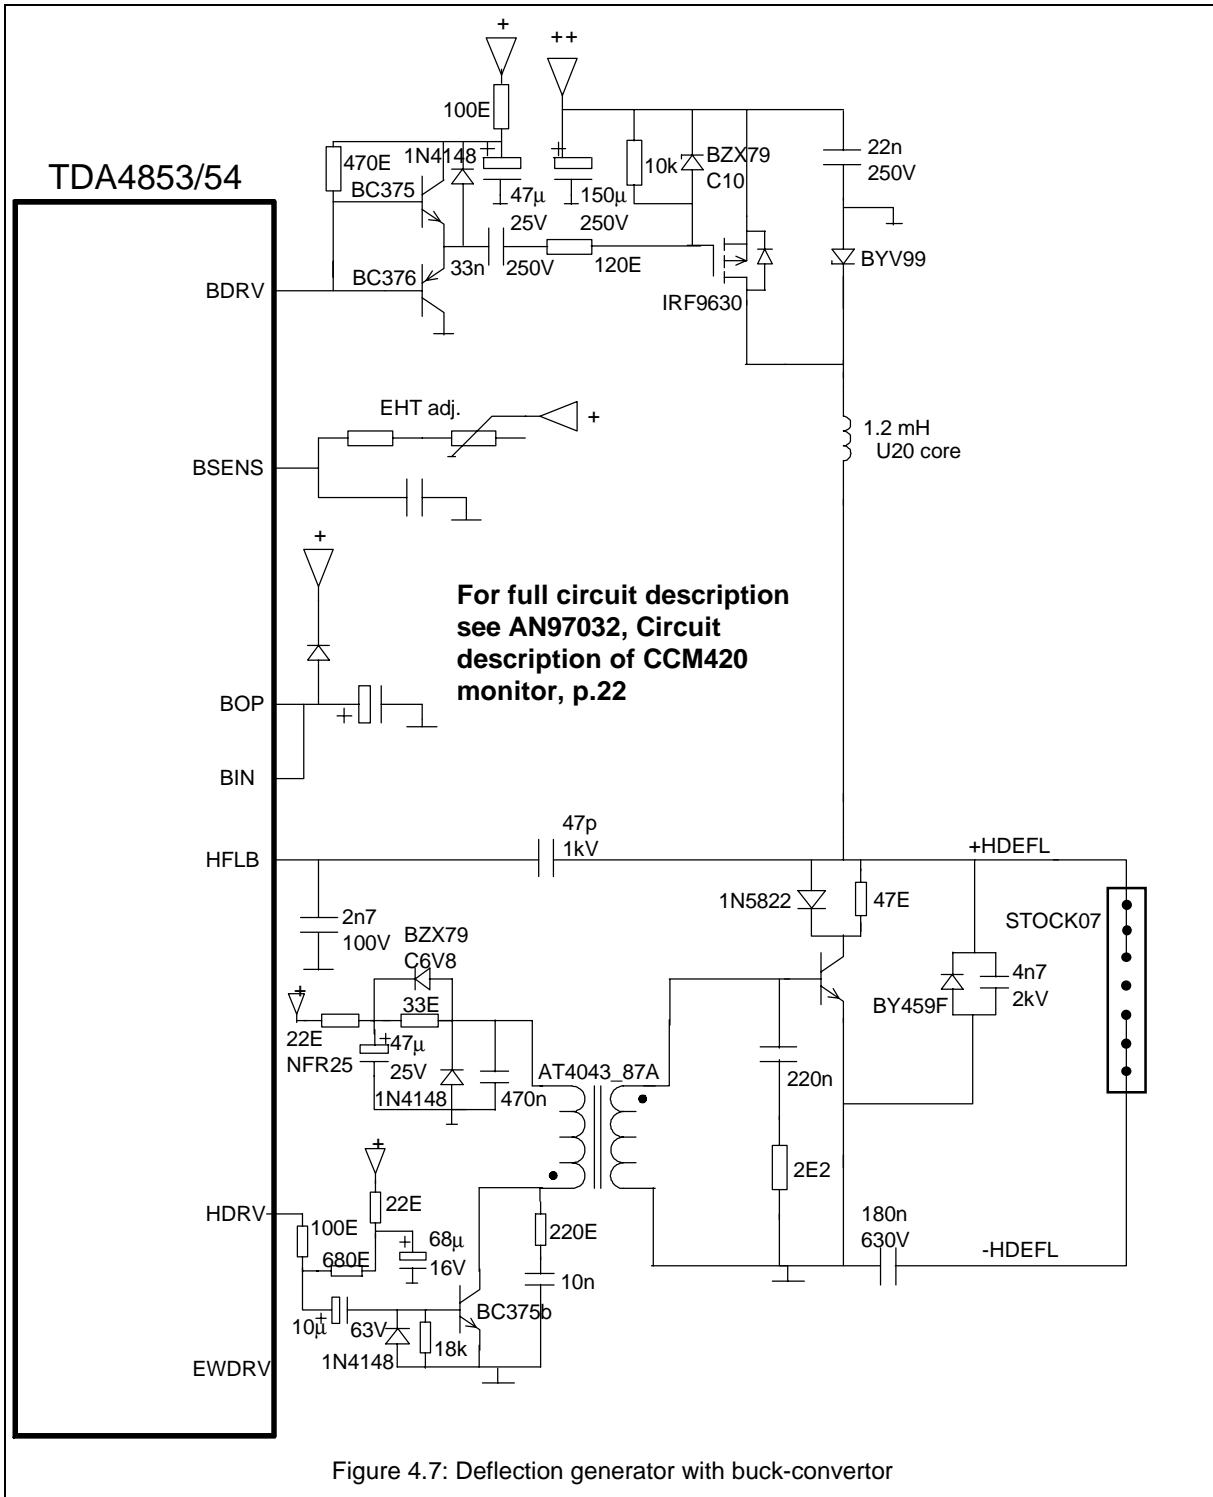 +
++
100E
TDA4853/54
470E
1N4148
+
+
10k
BZX79
C10
22n
250V
BC375
47µ
25V
150µ
250V
BC376
33n
250V
120E
BYV99
BDRV
IRF9630
EHT adj.
+
1.2 mH
U20 core
BSENS
+
For full circuit description
see AN97032, Circuit
description of CCM420
monitor, p.22
BOP
+
BIN
47p
1kV
HFLB
+HDEFL
1N5822
47E
2n7
100V
STOCK07
BZX79
C6V8
4n7
2kV
BY459F
+
33E
22E
NFR25
+
47µ
25V
AT4043_87A
220n
1N4148
470n
+
2E2
22E
HDRV
100E
220E
180n
630V
680E
+
68µ
16V
-HDEFL
10n
10µ
+
63V
BC375b
1N4148
18k
EWDRV
Figure 4.7: Deflection generator with buck-convertor